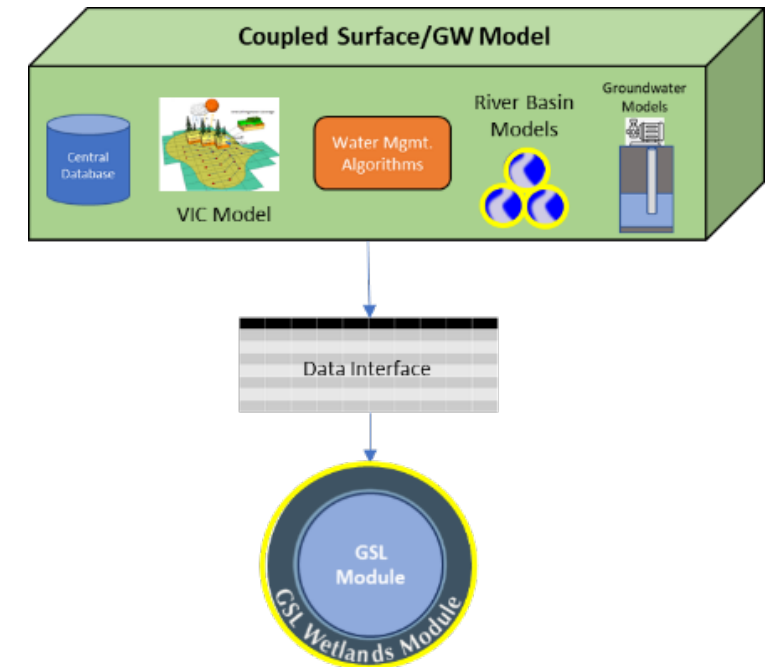 Coupled Surface/GW Model
Central
Database
VIC Model
Water Mgmt.
Algorithms
River Basin
Models
Groundwater
Models
Data Interface
GSL
Module
GSL Wetlands Module